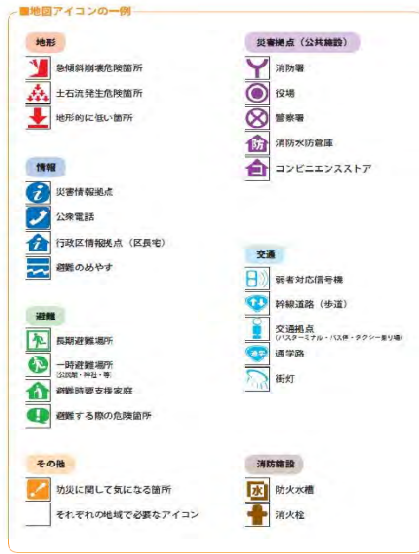 ■地図アイコンの一例
地形
急傾斜崩壊危険箇所
土石流発生危険箇所
地形的に低い箇所
情報
災害情報拠点
公衆電話
行政区情報拠点（区長宅）
避難のめやす
避難
長期避難場所
一時避難場所
(公民館・神社・等)
避難時要支援家庭
避難する際の危険箇所
その他
防災に関して気になる箇所
それぞれの地域で必要なアイコン
災害拠点（公共施設）
消防署
役場
警察署
防
消防水防倉庫
コンビニエンスストア
交通
弱者対応信号機
幹線道路（歩道）
交通拠点
(バスターミナル・バス停・タクシー乗り場)
通学
通学路
街灯
消防施設
水
防火水槽
消火栓